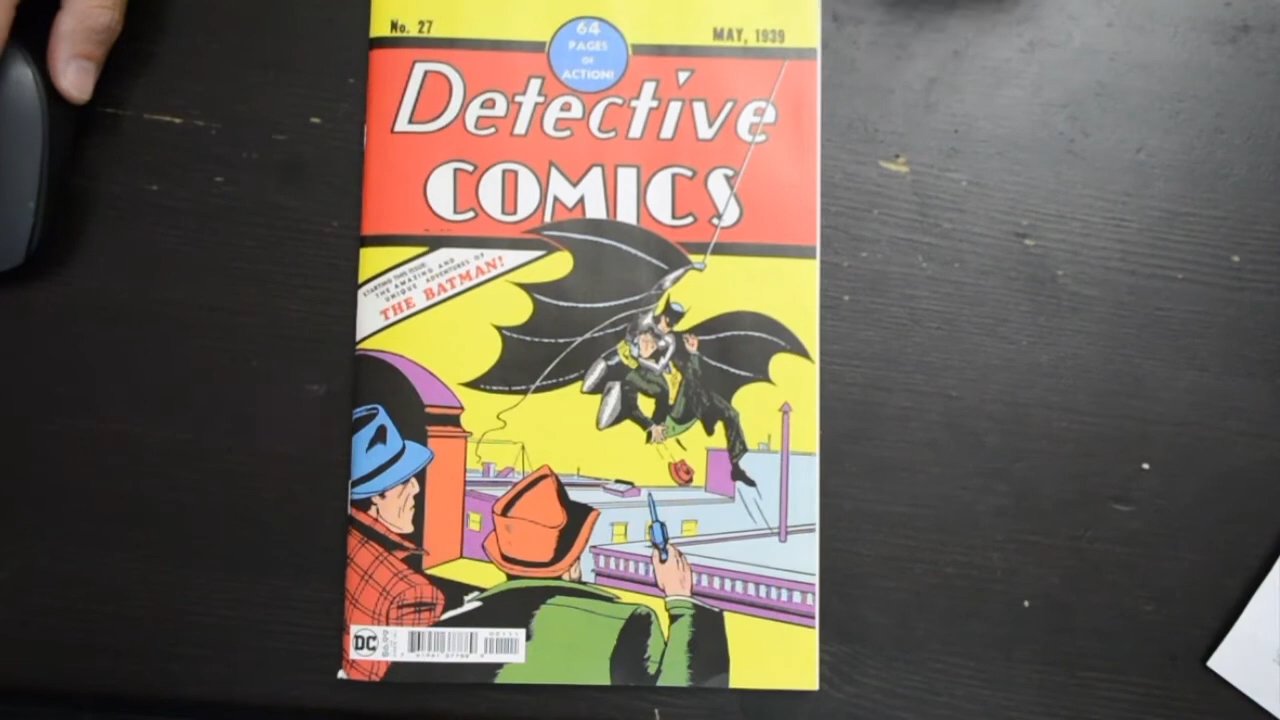 No. 27
64
PAGES
OF
ACTION!
MAY, 1939
Detective
COMICS
STARTING THIS ISSUE:
THE AMAZING AND
UNIQUE ADVENTURES OF
THE BATMAN!
DC
00111